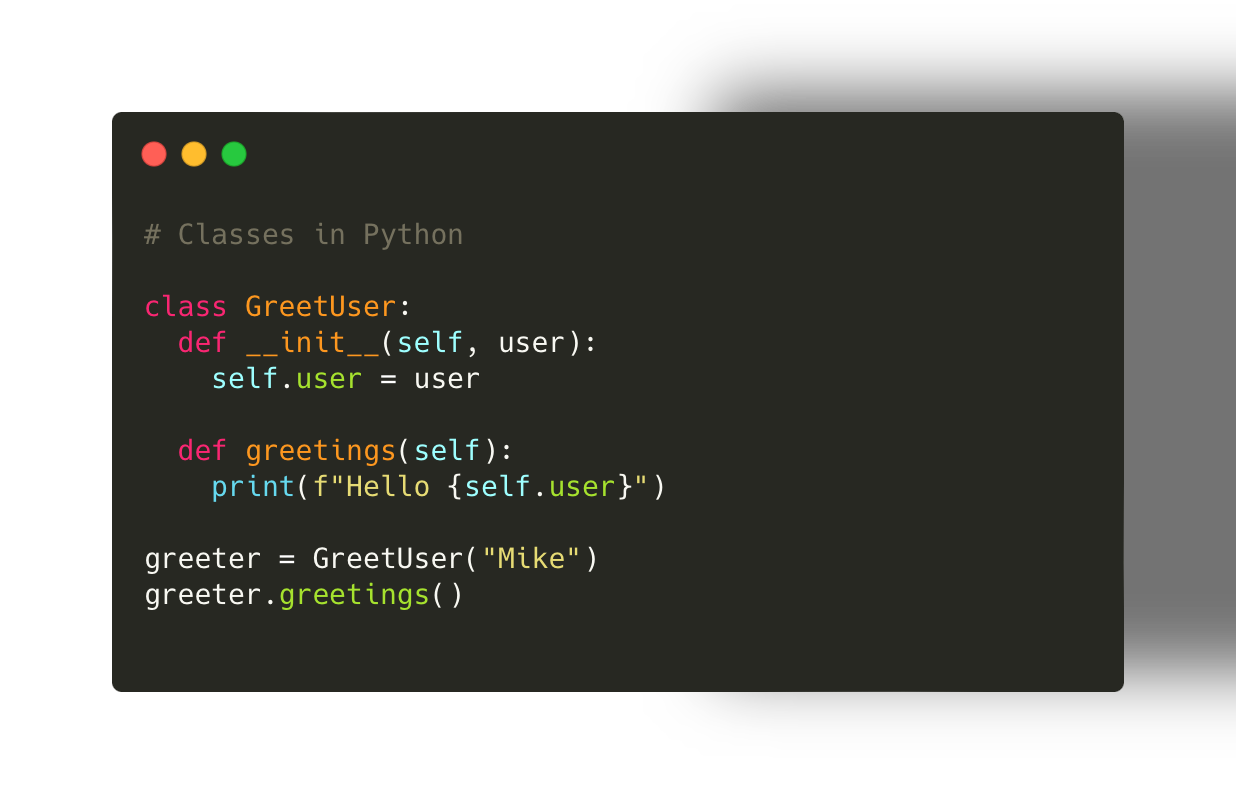 # Classes in Python
class GreetUser:
  def __init__(self, user):
    self.user = user
  def greetings(self):
    print(f"Hello {self.user}")
greeter = GreetUser("Mike")
greeter.greetings()